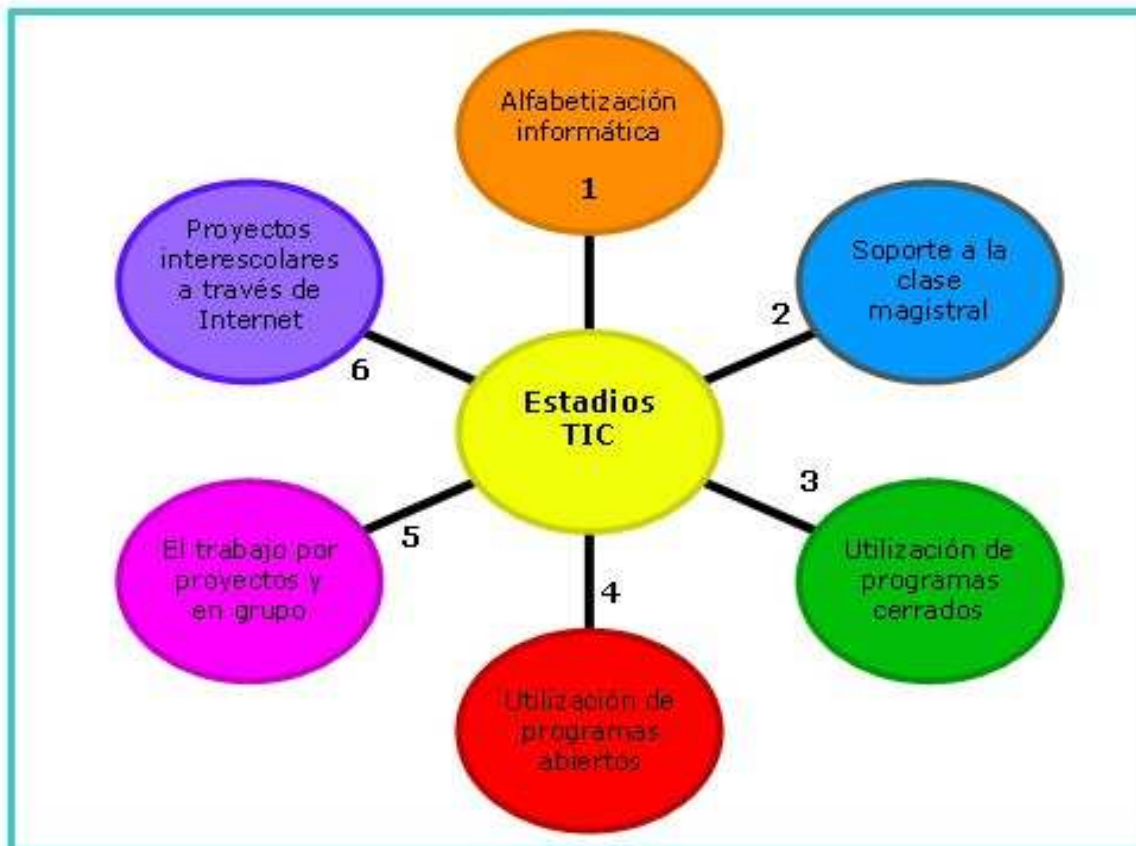 Alfabetización
informática
1
Soporte a la
clase
magistral
2
Utilización de
programas
cerrados
3
Utilización de
programas
abiertos
4
El trabajo por
proyectos y
en grupo
5
Proyectos
interescolares
a través de
Internet
6
Estadios
TIC